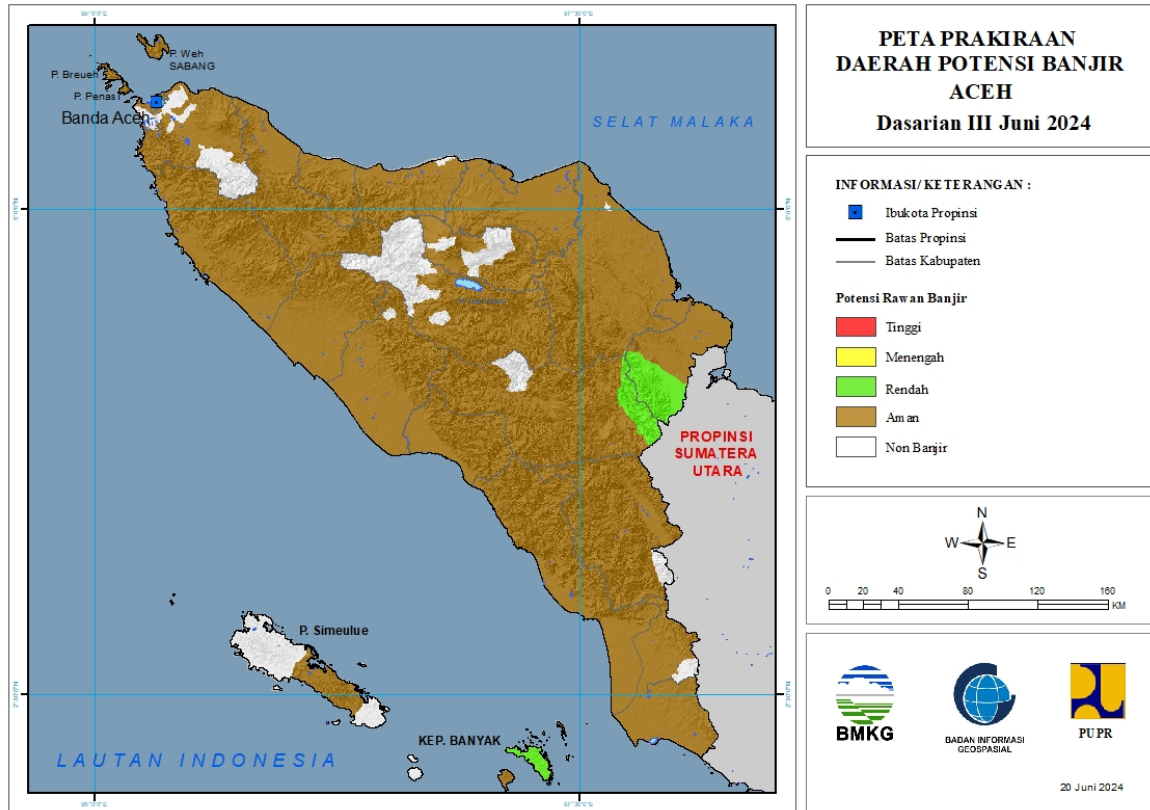 PETA PRAKIRAAN
DAERAH POTENSI BANJIR
ACEH
Dasarian III Juni 2024
INFORMASI/ KETERANGAN :
Ibukota Propinsi
Batas Propinsi
Batas Kabupaten
Potensi Rawan Banjir
Tinggi
Menengah
Rendah
Aman
Non Banjir
N
W E
S
0 20 40 80 120 160
KM
BMKG
BADAN INFORMASI
GEOSPASIAL
PUPR
20 Juni 2024
P. Weh
SABANG
P. Breueh
P. Penasi
Banda Aceh
SELAT MALAKA
PROPINSI
SUMATERA
UTARA
P. Simeulue
KEP. BANYAK
LAUTAN INDONESIA